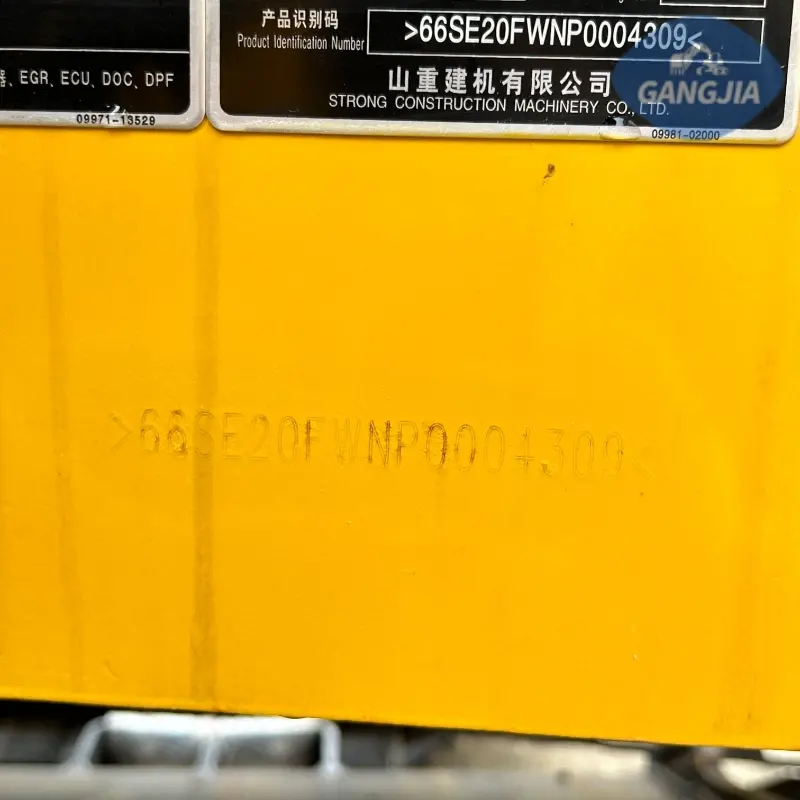 器、EGR、ECU、DOC、DPF
09971-13529
产品识别码
Product Identification Number
>66SE20FWNP0004309<
山重建机有限公司
STRONG CONSTRUCTION MACHINERY CO., LTD.
09981-02000
GANGJIA
>66SE20FWNP0004309<